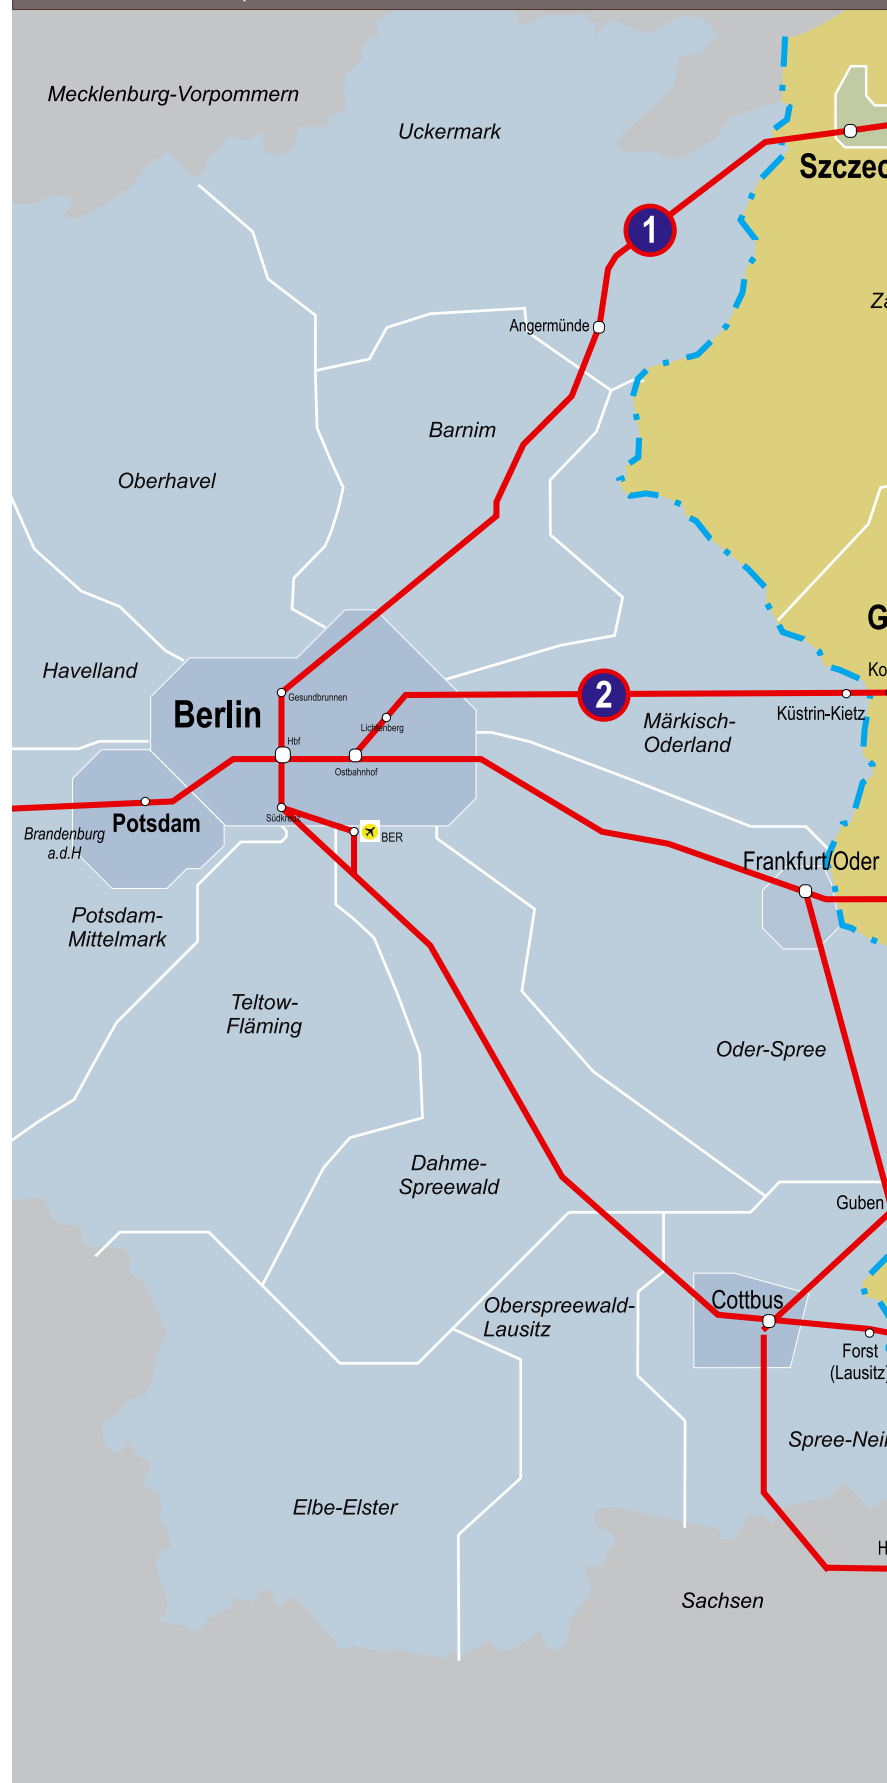 Mecklenburg-Vorpommern
Uckermark
Szczec
1
Za
Angermünde
Barnim
Oberhavel
G
Havelland
Ko
Gesundbrunnen
2
Berlin
Küstrin-Kietz
Märkisch-
Oderland
Lichtenberg
Hbf
Ostbahnhof
Südkreuz
Potsdam
Brandenburg
a.d.H
BER
Frankfurt/Oder
Potsdam-
Mittelmark
Teltow-
Fläming
Oder-Spree
Dahme-
Spreewald
Guben
Cottbus
Oberspreewald-
Lausitz
Forst
(Lausitz)
Spree-Nei
Elbe-Elster
H
Sachsen